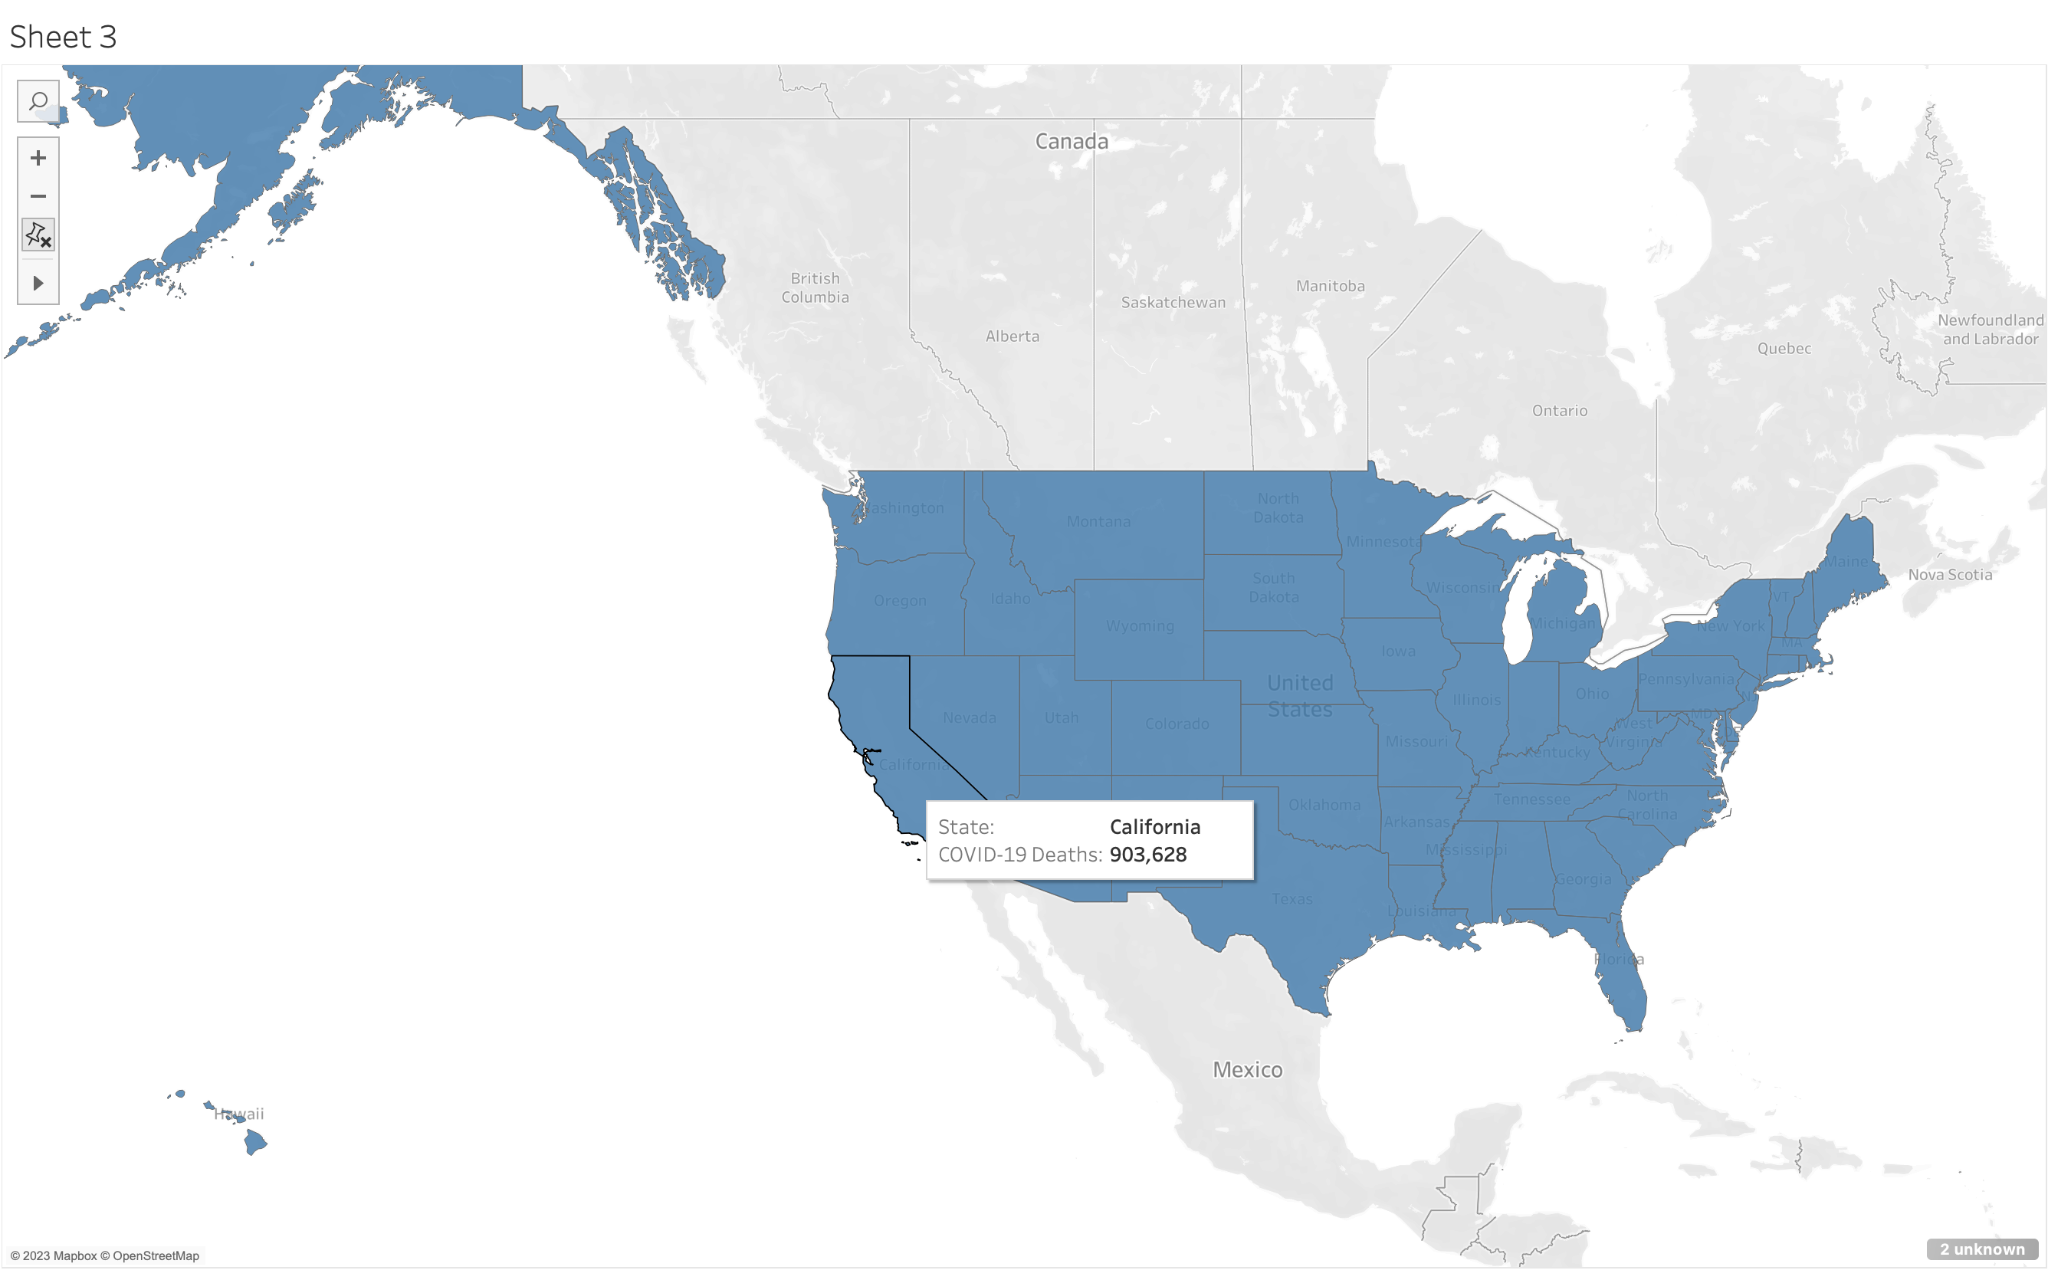 Sheet 3
Canada
British
Columbia
Alberta
Saskatchewan
Manitoba
Ontario
Quebec
Newfoundland
and Labrador
Nova Scotia
Washington
Montana
North
Dakota
Minnesota
Maine
Oregon
Idaho
South
Dakota
Wisconsin
VT
Wyoming
Michigan
New York
MA
Iowa
United
States
Illinois
Ohio
Pennsylvania
NJ
Nevada
Utah
Colorado
Missouri
West
Virginia
MD
Kentucky
California
State: California
COVID-19 Deaths: 903,628
Oklahoma
Arkansas
Tennessee
North
Carolina
Mississippi
Georgia
Texas
Louisiana
Florida
Mexico
Hawaii
© 2023 Mapbox © OpenStreetMap
2 unknown